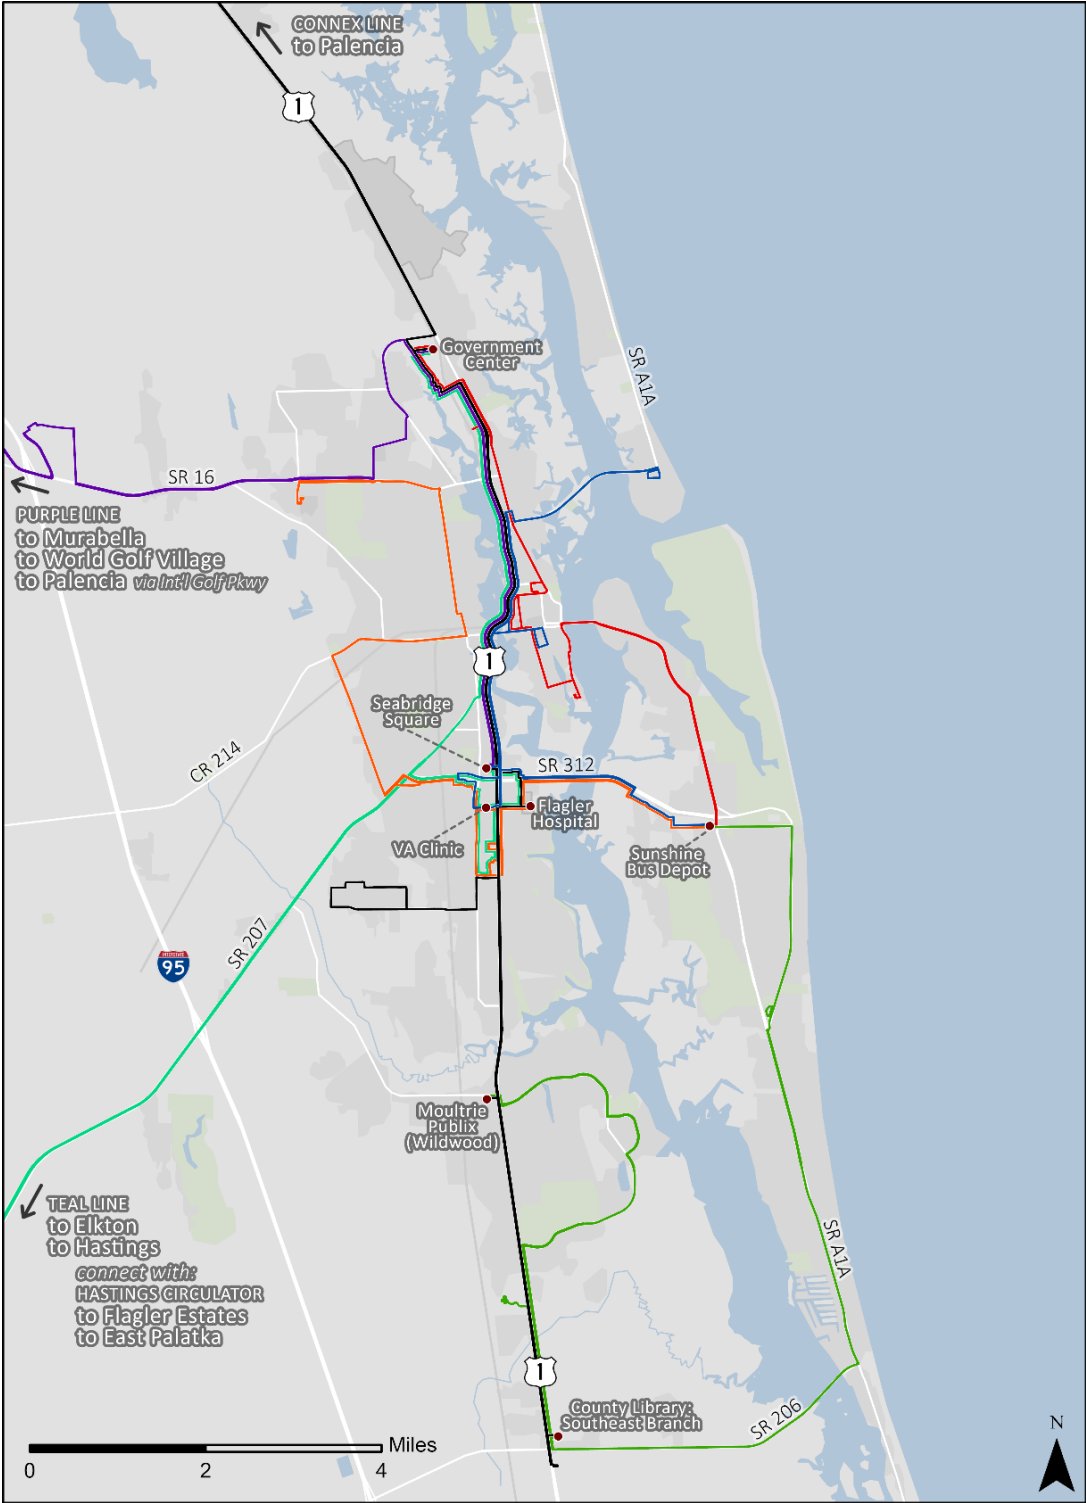 CONNEX LINE
to Palencia
1
Government
Center
SR A1A
SR 16
PURPLE LINE
to Murabella
to World Golf Village
to Palencia via Int'l Golf Pkwy
1
Seabridge
Square
CR 214
SR 312
Flagler
Hospital
VA Clinic
Sunshine
Bus Depot
SR 207
INTERSTATE
95
Moultrie
Publix
(Wildwood)
TEAL LINE
to Elkton
to Hastings
connect with:
HASTINGS CIRCULATOR
to Flagler Estates
to East Palatka
SR A1A
1
County Library:
Southeast Branch
SR 206
N
Miles
0 2 4